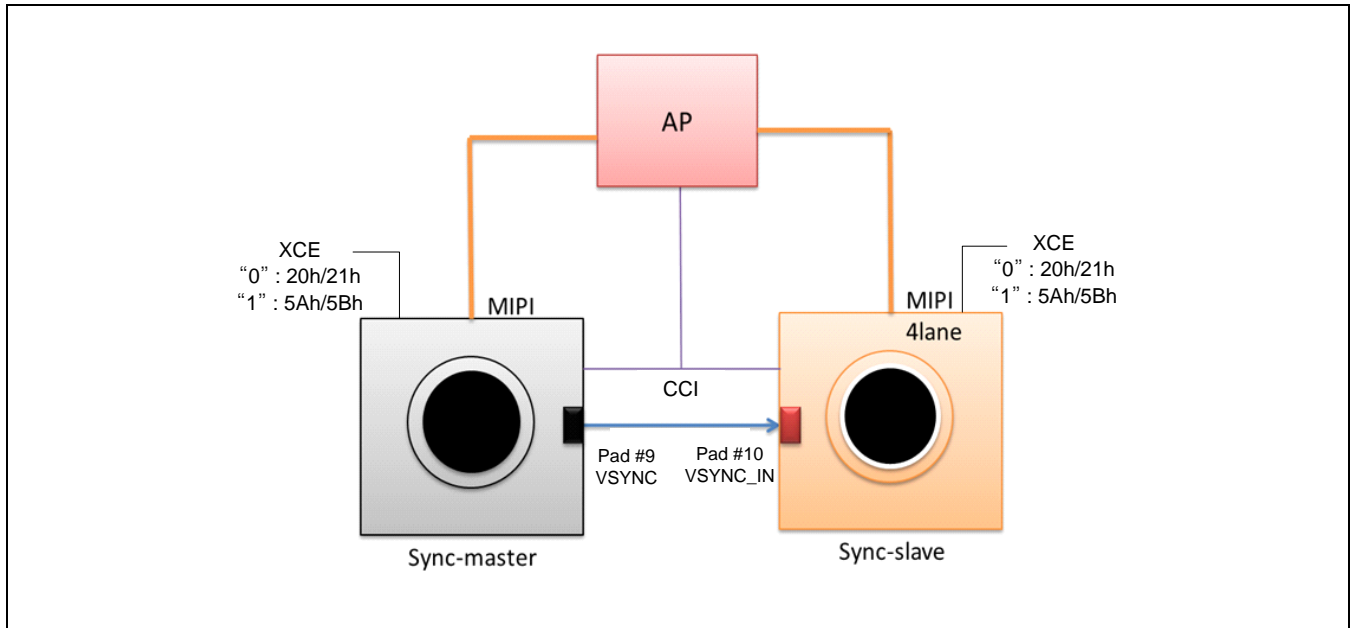 AP
XCE
“0” : 20h/21h
“1” : 5Ah/5Bh
XCE
“0” : 20h/21h
“1” : 5Ah/5Bh
MIPI
MIPI
4lane
CCI
Pad #9
VSYNC
Pad #10
VSYNC_IN
Sync-master
Sync-slave